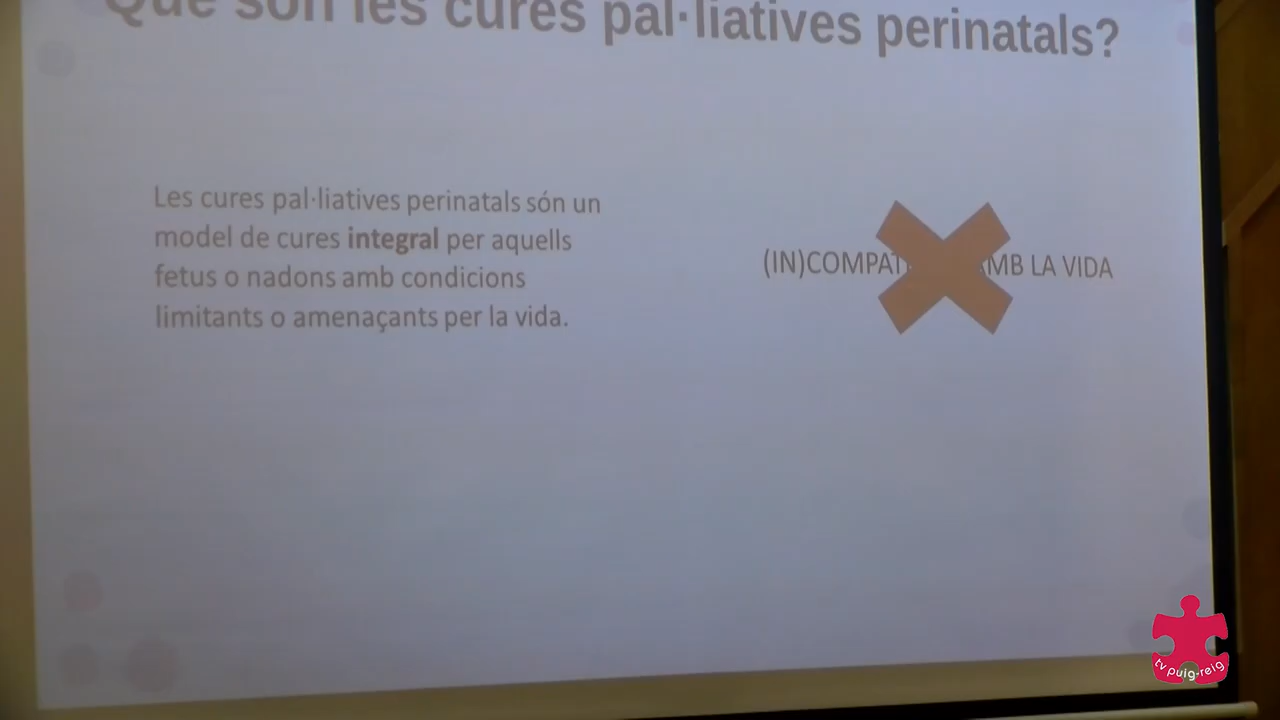 Què són les cures pal·liatives perinatals?
Les cures pal·liatives perinatals són un
model de cures integral per aquells
fetus o nadons amb condicions
limitants o amenaçants per la vida.
(IN)COMPAT AMB LA VIDA
tv puig-reig